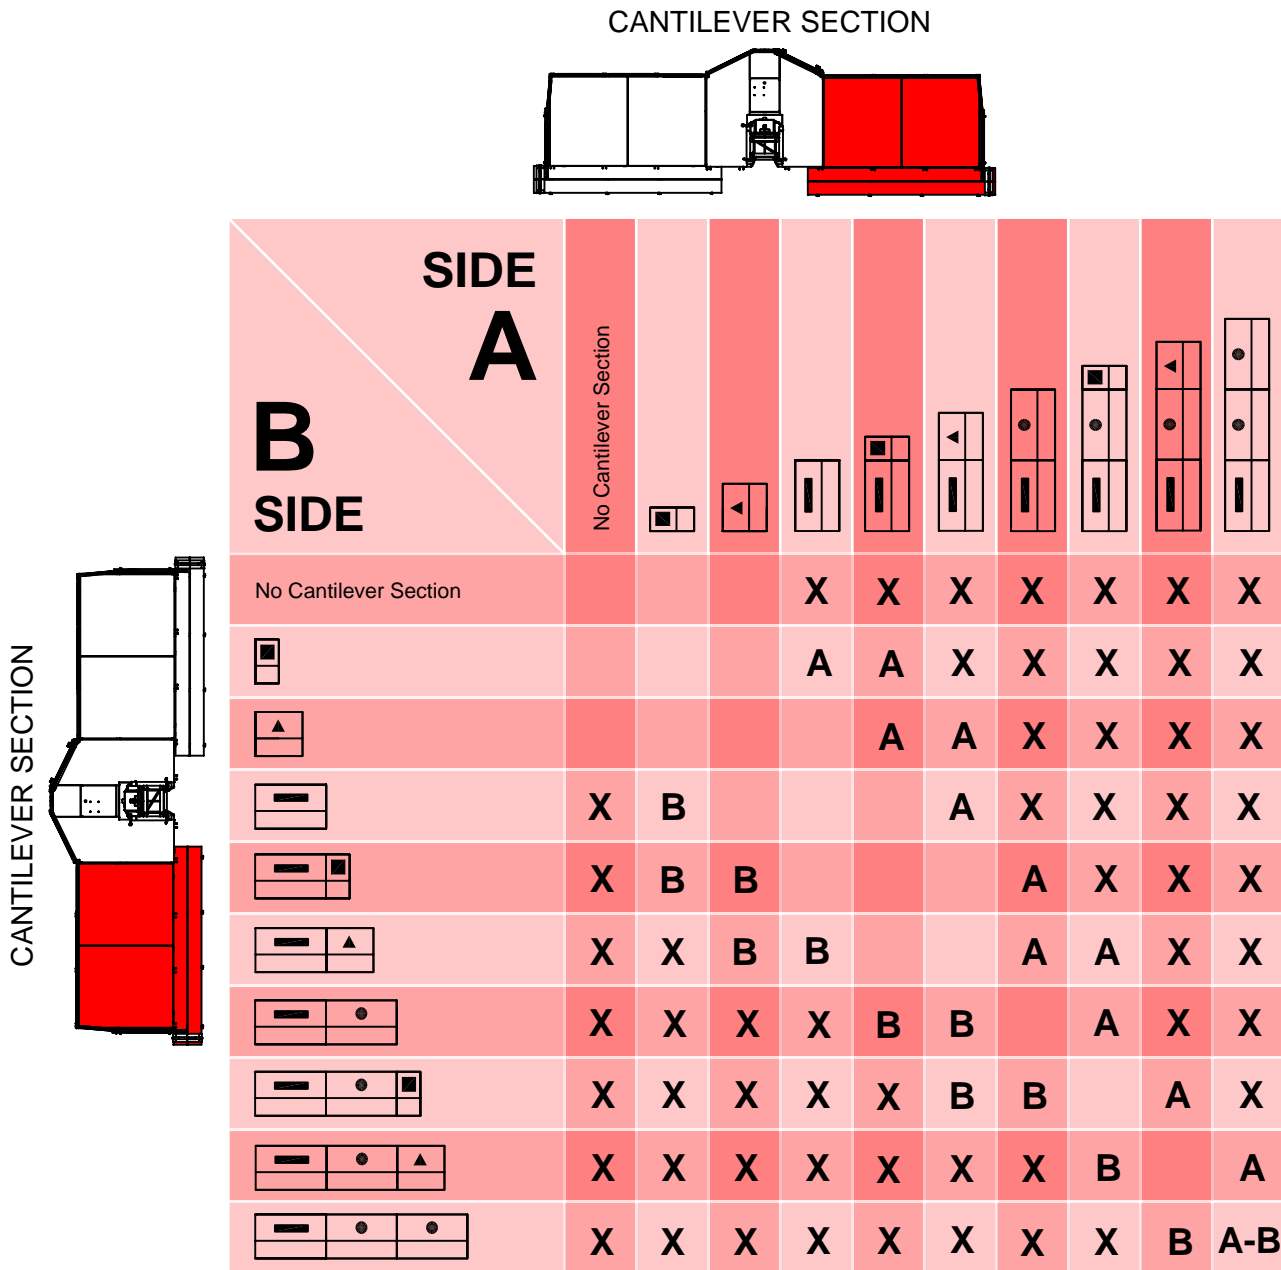 CANTILEVER SECTION
SIDE
A
B
SIDE
No Cantilever Section
CANTILEVER SECTION
No Cantilever Section X X X X X X X
A A X X X X X
A A X X X X
X B A X X X X
X B B A X X X
X X B B A A X X
X X X X B B A X X
X X X X X B B A X
X X X X X X X B A
X X X X X X X X B A-B